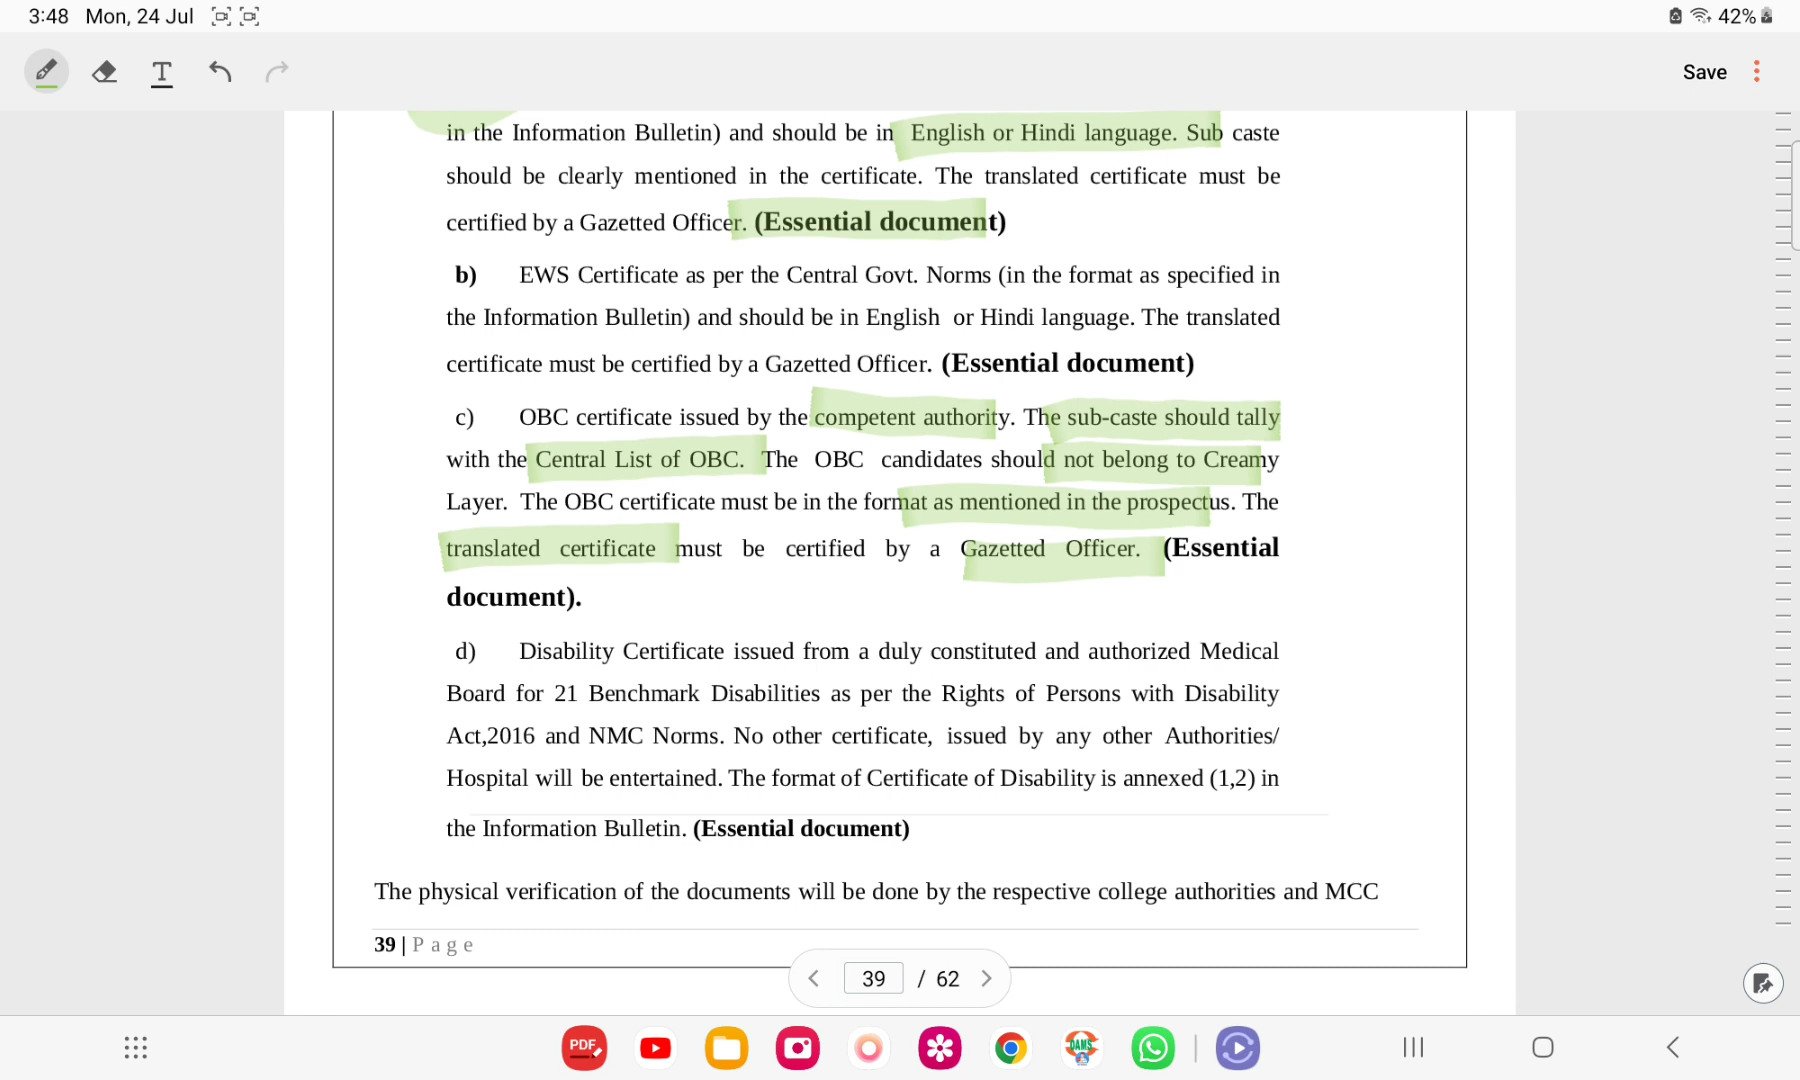 3:48 Mon, 24 Jul 42%
T Save
in the Information Bulletin) and should be in English or Hindi language. Sub caste
should be clearly mentioned in the certificate. The translated certificate must be
certified by a Gazetted Officer. (Essential document)
b) EWS Certificate as per the Central Govt. Norms (in the format as specified in
the Information Bulletin) and should be in English or Hindi language. The translated
certificate must be certified by a Gazetted Officer. (Essential document)
c) OBC certificate issued by the competent authority. The sub-caste should tally
with the Central List of OBC. The OBC candidates should not belong to Creamy
Layer. The OBC certificate must be in the format as mentioned in the prospectus. The
translated certificate must be certified by a Gazetted Officer. (Essential
document).
d) Disability Certificate issued from a duly constituted and authorized Medical
Board for 21 Benchmark Disabilities as per the Rights of Persons with Disability
Act,2016 and NMC Norms. No other certificate, issued by any other Authorities/
Hospital will be entertained. The format of Certificate of Disability is annexed (1,2) in
the Information Bulletin. (Essential document)
The physical verification of the documents will be done by the respective college authorities and MCC
39 | Page
39 / 62
PDF DAMS